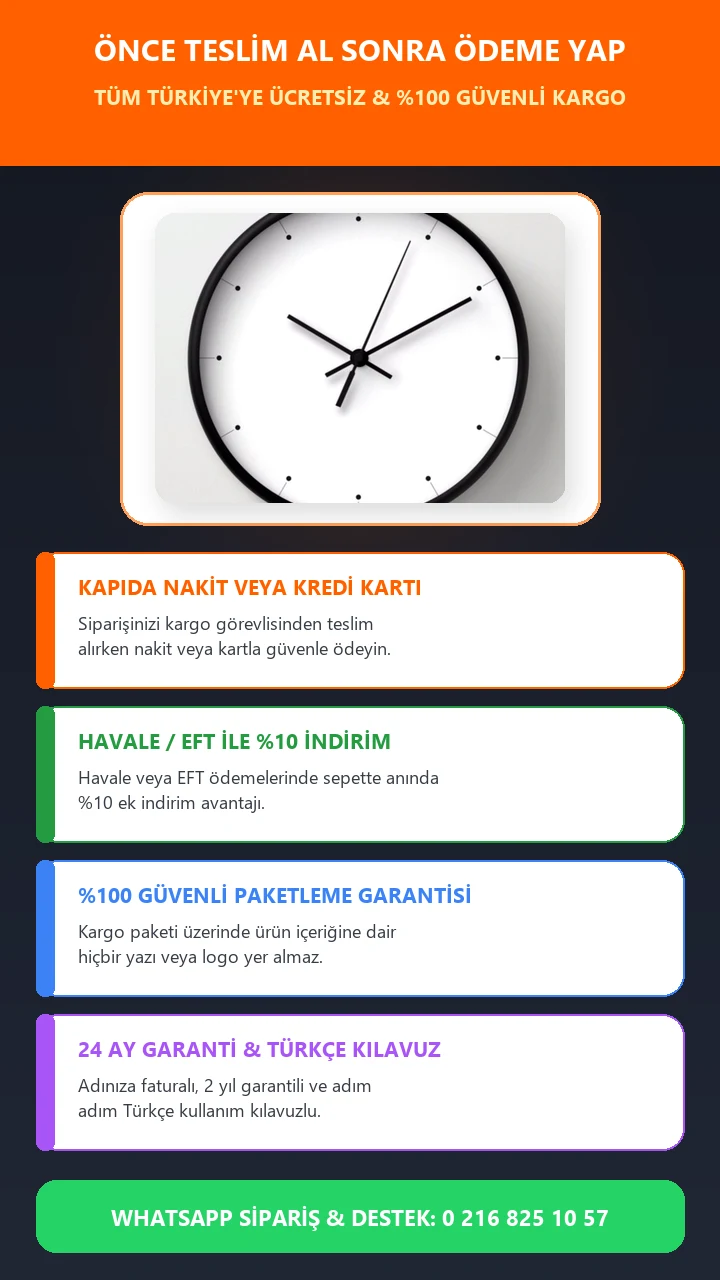 ÖNCE TESLİM AL SONRA ÖDEME YAP
TÜM TÜRKİYE'YE ÜCRETSİZ & %100 GÜVENLİ KARGO
KAPIDA NAKİT VEYA KREDİ KARTI
Siparişinizi kargo görevlisinden teslim
alırken nakit veya kartla güvenle ödeyin.
HAVALE / EFT İLE %10 İNDİRİM
Havale veya EFT ödemelerinde sepette anında
%10 ek indirim avantajı.
%100 GÜVENLİ PAKETLEME GARANTİSİ
Kargo paketi üzerinde ürün içeriğine dair
hiçbir yazı veya logo yer almaz.
24 AY GARANTİ & TÜRKÇE KILAVUZ
Adınıza faturalı, 2 yıl garantili ve adım
adım Türkçe kullanım kılavuzlu.
WHATSAPP SİPARİŞ & DESTEK: 0 216 825 10 57